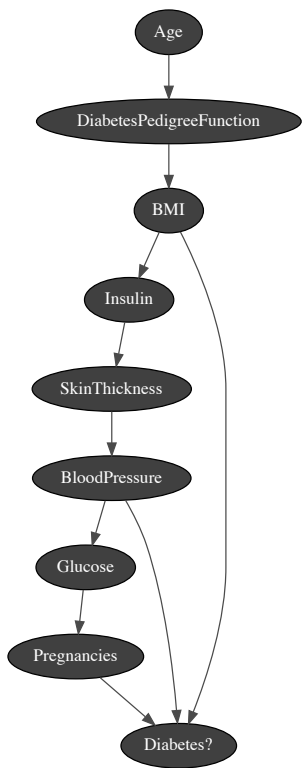 Age
DiabetesPedigreeFunction
BMI
Insulin
SkinThickness
BloodPressure
Glucose
Pregnancies
Diabetes?